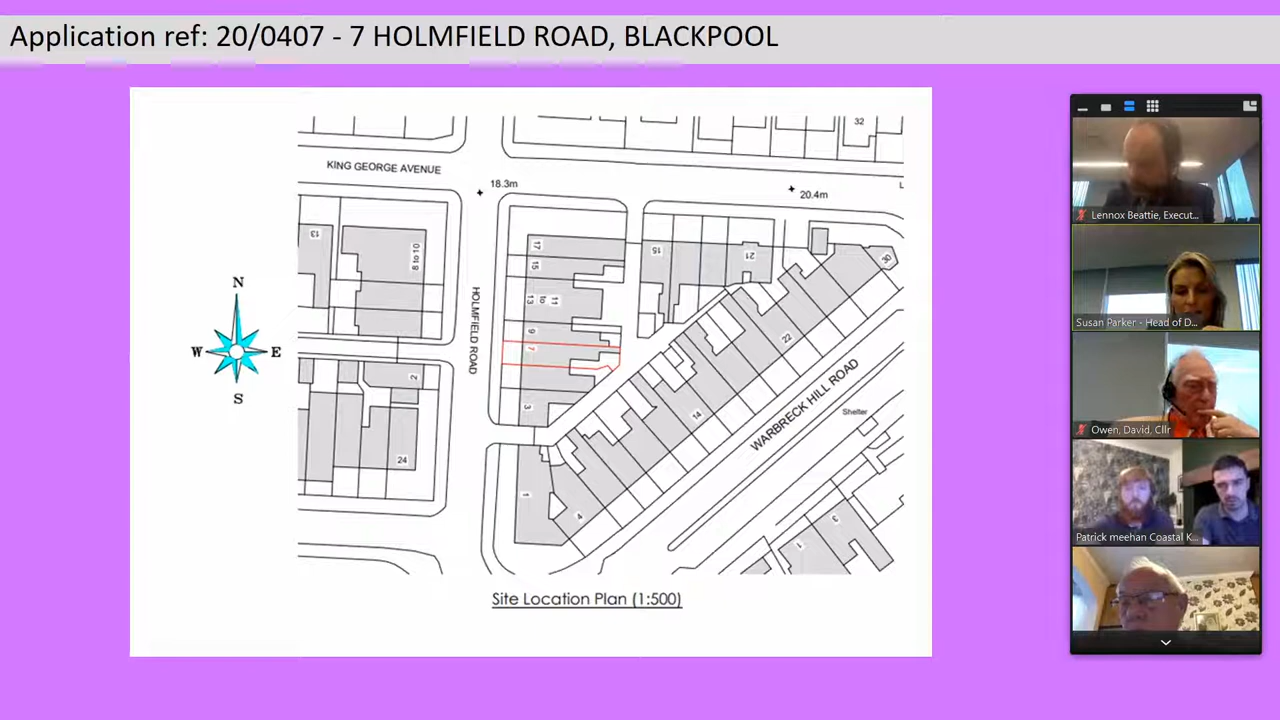 Application ref: 20/0407 - 7 HOLMFIELD ROAD, BLACKPOOL
32
KING GEORGE AVENUE
18.3m
20.4m
L
13
8 to 10
17
15
15
21
30
11
to
13
9
7
22
HOLMFIELD ROAD
N
W
E
S
2
3
14
WARBRECK HILL ROAD
Shelter
24
1
4
3
1
Site Location Plan (1:500)
Lennox Beattie, Execut...
Susan Parker - Head of D...
Owen, David, Cllr
Patrick meehan Coastal K...